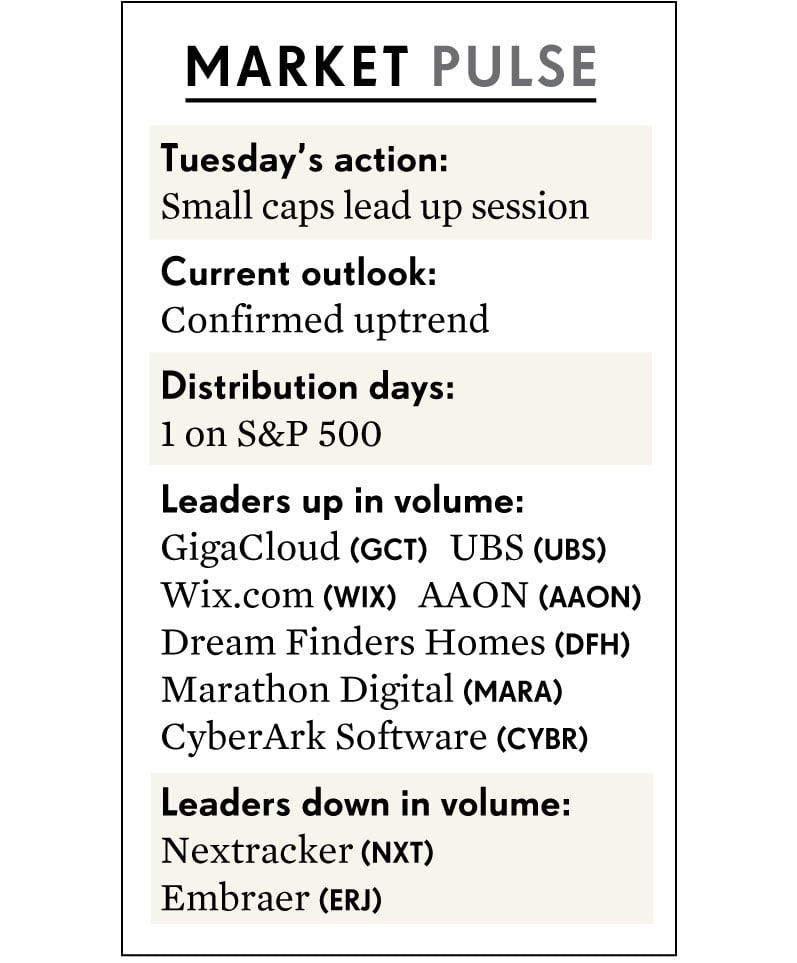 MARKET PULSE
Tuesday’s action:
Small caps lead up session
Current outlook:
Confirmed uptrend
Distribution days:
1 on S&P 500
Leaders up in volume:
GigaCloud (GCT) UBS (UBS)
Wix.com (WIX) AAON (AAON)
Dream Finders Homes (DFH)
Marathon Digital (MARA)
CyberArk Software (CYBR)
Leaders down in volume:
Nextracker (NXT)
Embraer (ERJ)